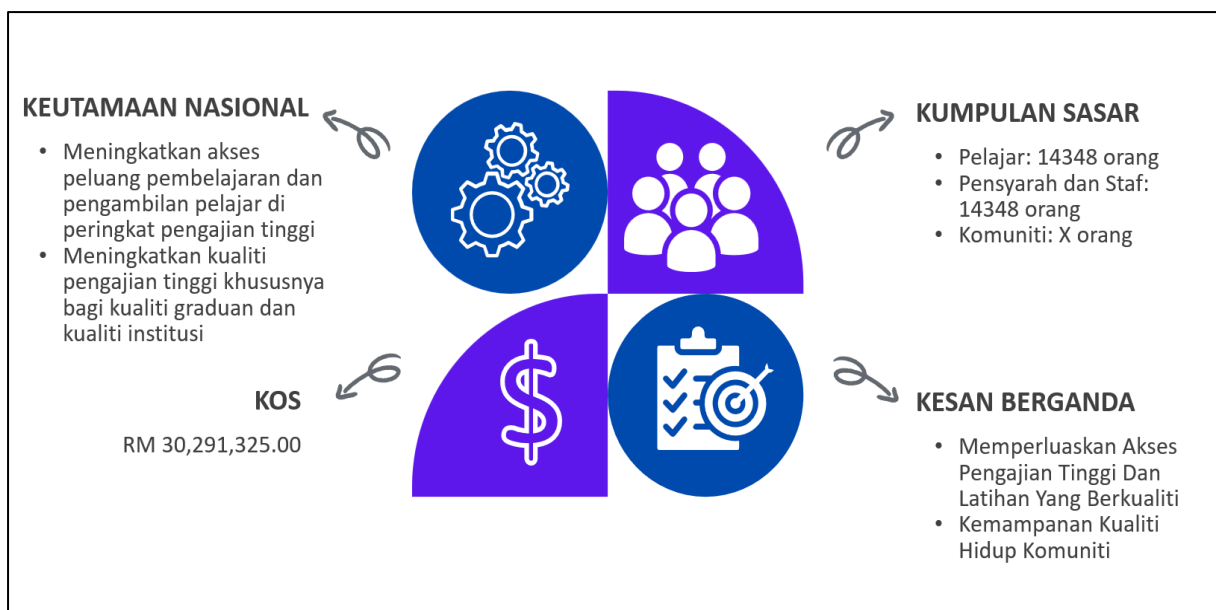 KEUTAMAAN NASIONAL
• Meningkatkan akses
peluang pembelajaran dan
pengambilan pelajar di
peringkat pengajian tinggi
• Meningkatkan kualiti
pengajian tinggi khususnya
bagi kualiti graduan dan
kualiti institusi
KUMPULAN SASAR
• Pelajar: 14348 orang
• Pensyarah dan Staf:
14348 orang
• Komuniti: X orang
KOS
RM 30,291,325.00
$
KESAN BERGANDA
• Memperluaskan Akses
Pengajian Tinggi Dan
Latihan Yang Berkualiti
• Kemampanan Kualiti
Hidup Komuniti